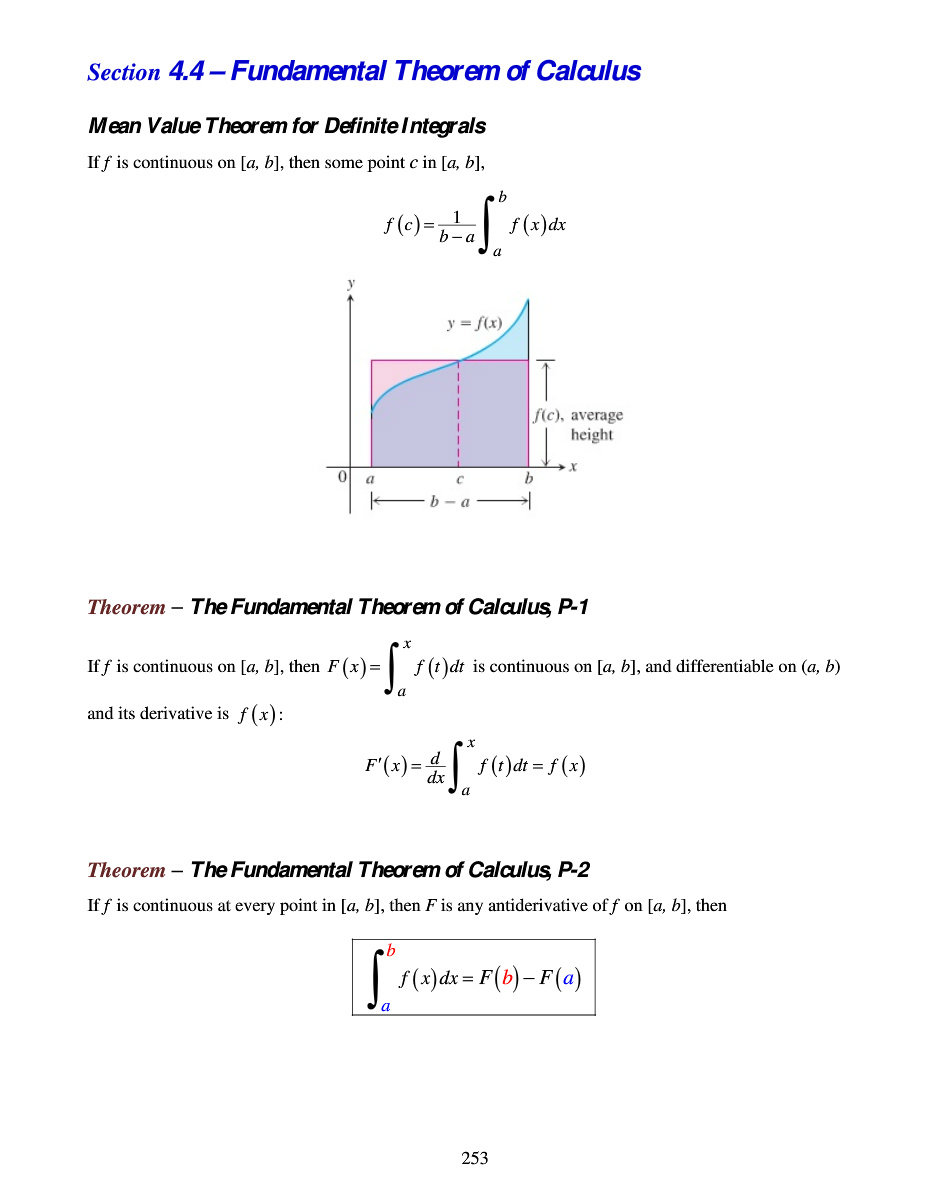 Section 4.4 – Fundamental Theorem of Calculus
Mean Value Theorem for Definite Integrals
If f is continuous on [a, b], then some point c in [a, b],
f(c) = \frac{1}{b-a} \int_a^b f(x)dx
y
y = f(x)
f(c), average
height
0 a c b x
b – a
Theorem – The Fundamental Theorem of Calculus, P-1
If f is continuous on [a, b], then F(x) = \int_a^x f(t)dt is continuous on [a, b], and differentiable on (a, b)
and its derivative is f(x):
F'(x) = \frac{d}{dx} \int_a^x f(t)dt = f(x)
Theorem – The Fundamental Theorem of Calculus, P-2
If f is continuous at every point in [a, b], then F is any antiderivative of f on [a, b], then
\int_a^b f(x)dx = F(b) – F(a)
253